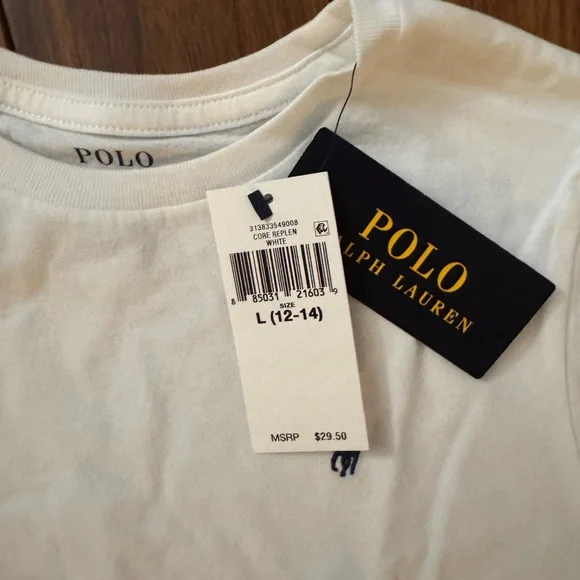 POLO
313833549008
CORE REPLEN
WHITE
8 85031 21603 9
SIZE
L (12-14)
MSRP $29.50
POLO
RALPH LAUREN